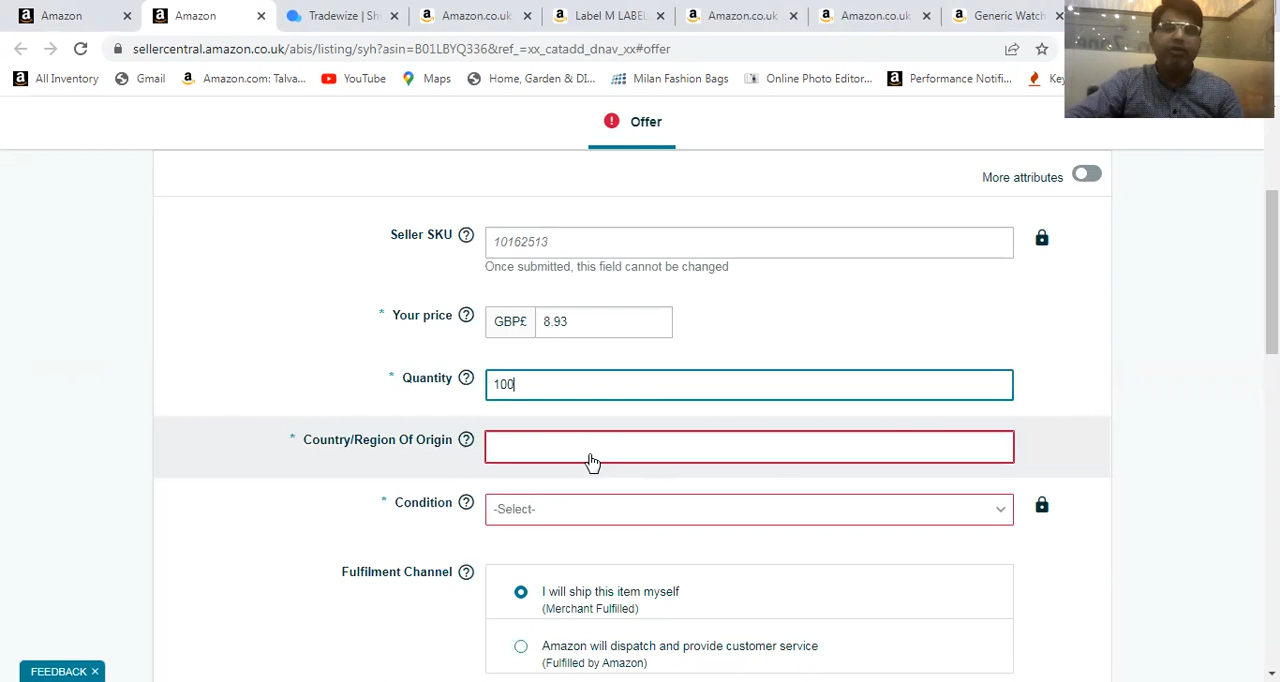 Amazon
Amazon
Tradewize | Sh
Amazon.co.uk
Label M LABEL
Amazon.co.uk
Amazon.co.uk
Generic Watch
sellercentral.amazon.co.uk/abis/listing/syh?asin=B01LBYQ336&ref_=xx_catadd_dnav_xx#offer
All Inventory
Gmail
Amazon.com: Talva...
YouTube
Maps
Home, Garden & DI...
Milan Fashion Bags
Online Photo Editor...
Performance Notifi...
Key
Offer
More attributes
Seller SKU
10162513
Once submitted, this field cannot be changed
* Your price
GBP£ 8.93
* Quantity
100
* Country/Region Of Origin
* Condition
-Select-
Fulfilment Channel
I will ship this item myself
(Merchant Fulfilled)
Amazon will dispatch and provide customer service
(Fulfilled by Amazon)
FEEDBACK ×